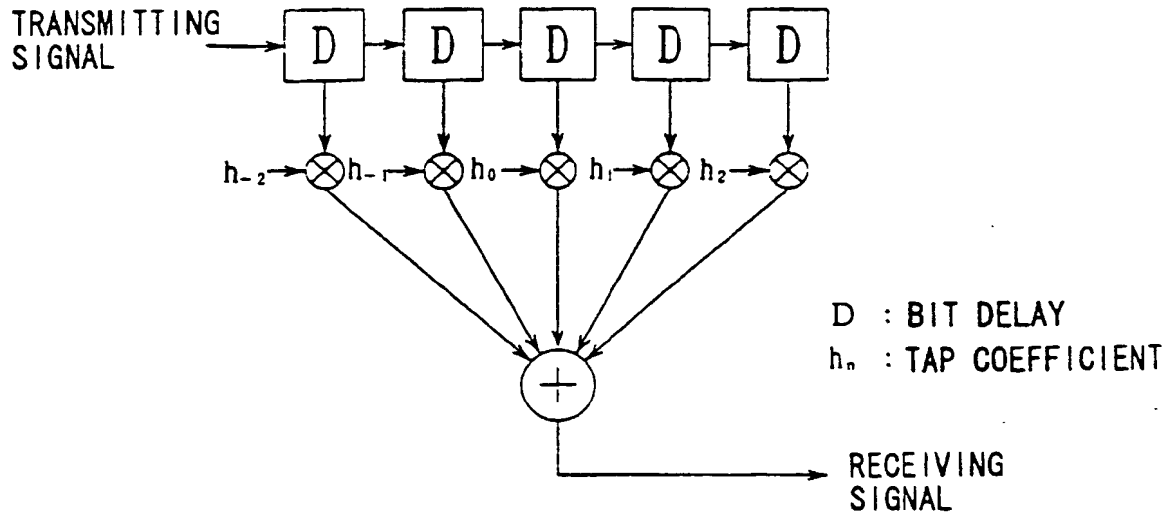 TRANSMITTING
SIGNAL
D D D D D
h₋₂ h₋₁ h₀ h₁ h₂
D : BIT DELAY
hₙ : TAP COEFFICIENT
RECEIVING
SIGNAL